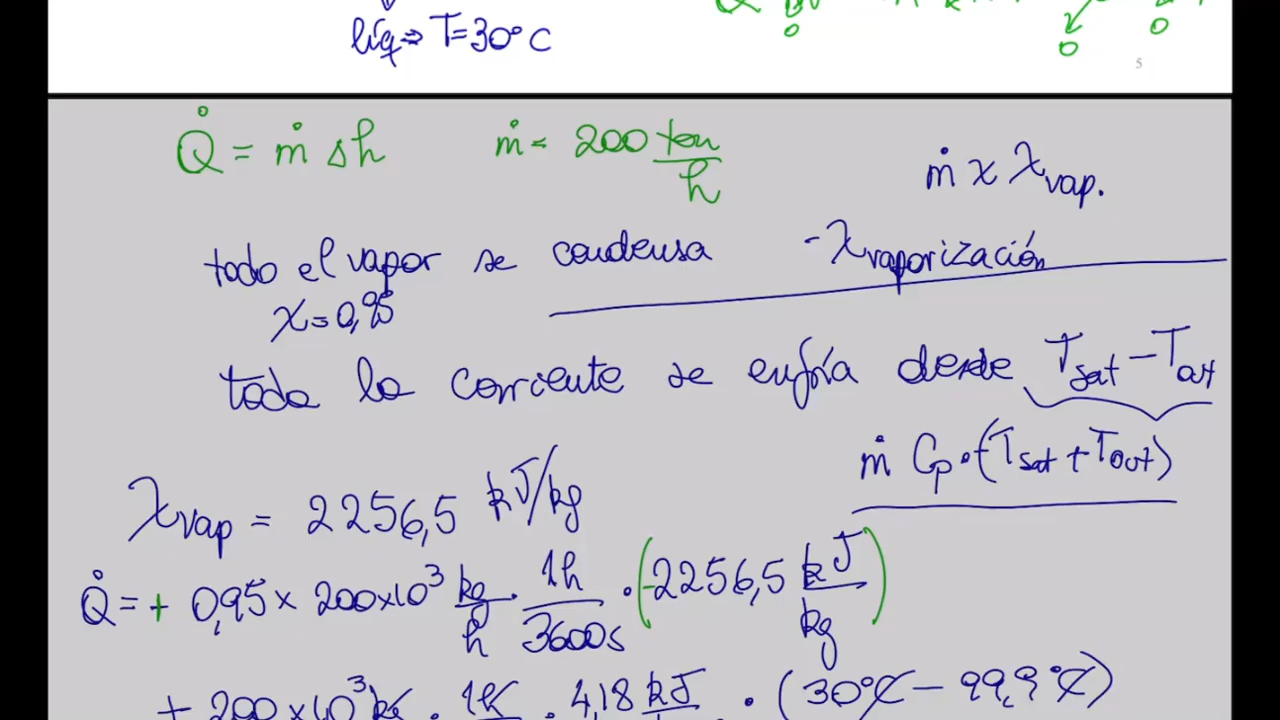 líq ⇒ T=30°C
5
Q̇ = ṁ Δh ṁ = 200 ton/h
ṁ x λvap.
todo el vapor se condensa -λvaporización
x=0,95
toda la corriente se enfría desde Tsat - Tout
ṁ Cp·(-Tsat + Tout)
λvap = 2256,5 kJ/kg
Q̇ = + 0,95 × 200×10³ kg/h · 1h/3600s · (-2256,5 kJ/kg)
+ 200×10³ kg · 1h · 4,18 kJ · (30°C - 99,9°C)